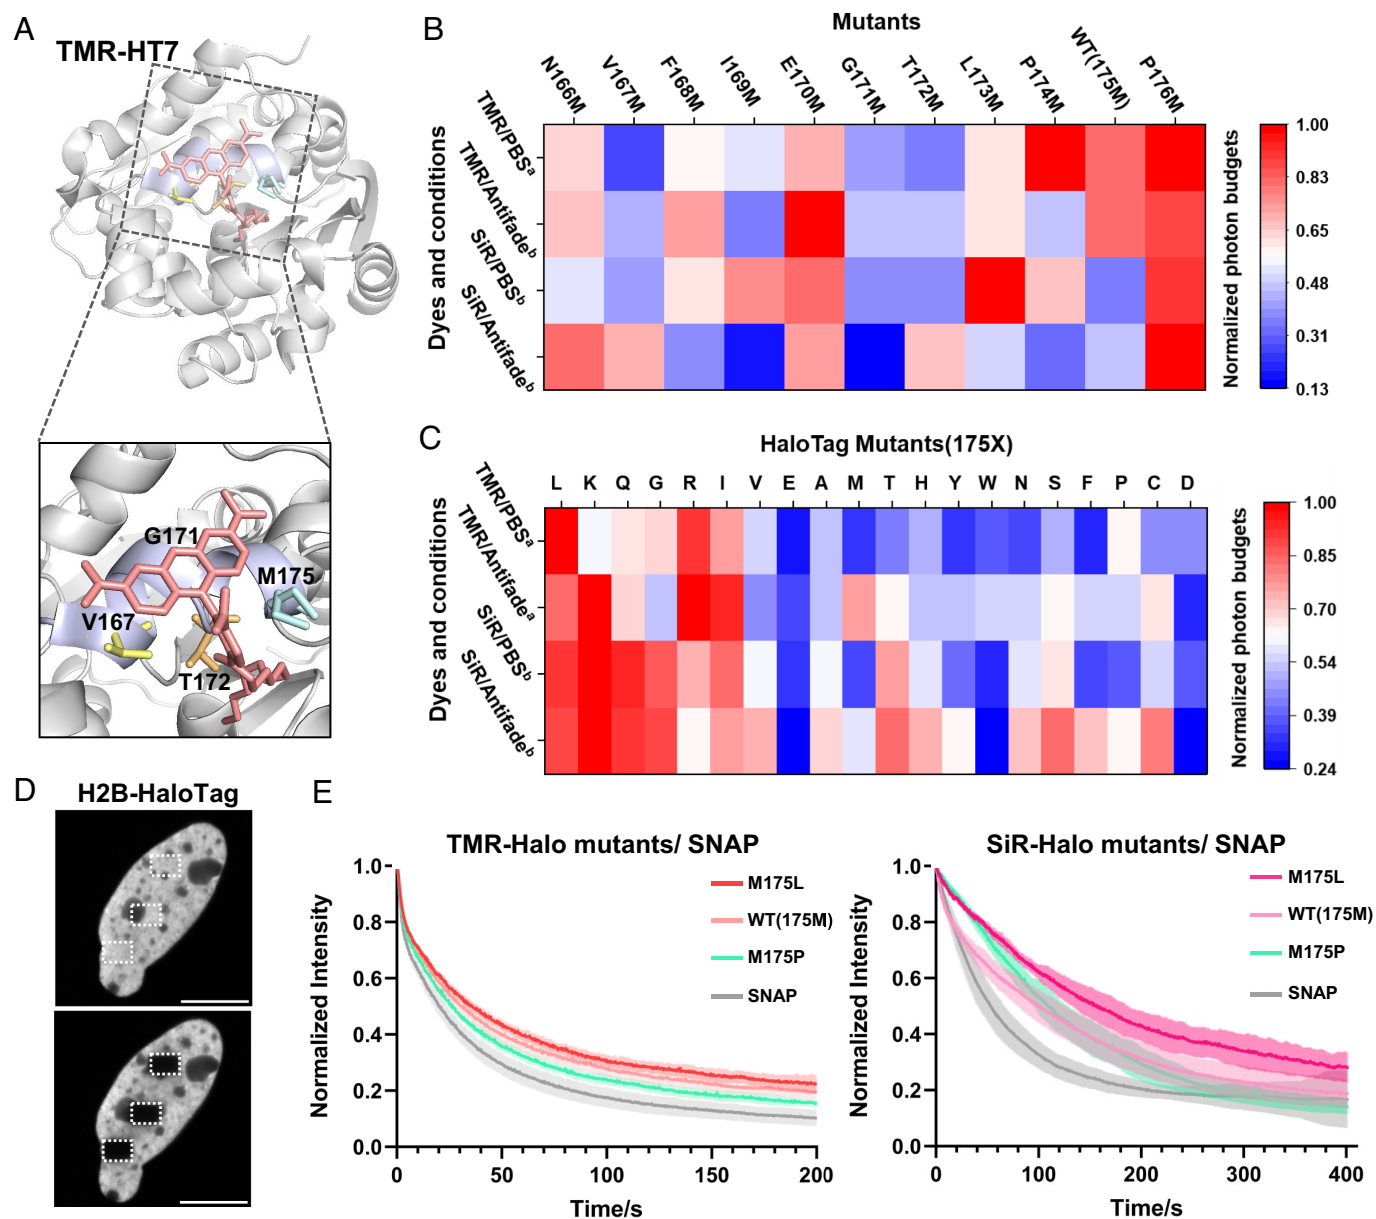 A
TMR-HT7
G171
M175
V167
T172
B
Mutants
N166M
V167M
F168M
I169M
E170M
G171M
T172M
L173M
P174M
WT(175M)
P176M
Dyes and conditions
TMR/PBSa
TMR/Antifadeb
SiR/PBSb
SiR/Antifadeb
Normalized photon budgets
1.00
0.83
0.65
0.48
0.31
0.13
C
HaloTag Mutants(175X)
L K Q G R I V E A M T H Y W N S F P C D
Dyes and conditions
TMR/PBSa
TMR/Antifadea
SiR/PBSb
SiR/Antifadeb
Normalized photon budgets
1.00
0.85
0.70
0.54
0.39
0.24
D
H2B-HaloTag
E
TMR-Halo mutants/ SNAP
Normalized Intensity
1.0
0.8
0.6
0.4
0.2
0.0
0 50 100 150 200
Time/s
M175L
WT(175M)
M175P
SNAP
SiR-Halo mutants/ SNAP
Normalized Intensity
1.0
0.8
0.6
0.4
0.2
0.0
0 100 200 300 400
Time/s
M175L
WT(175M)
M175P
SNAP